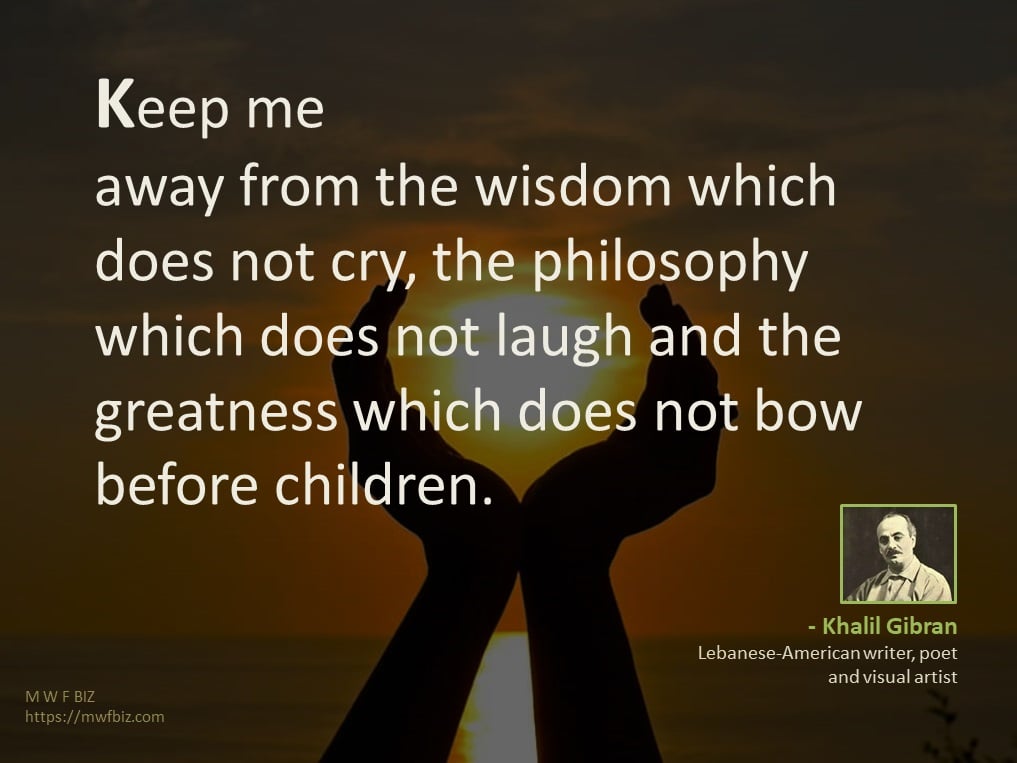 Keep me
away from the wisdom which
does not cry, the philosophy
which does not laugh and the
greatness which does not bow
before children.
- Khalil Gibran
Lebanese-American writer, poet
and visual artist
M W F BIZ
https://mwfbiz.com